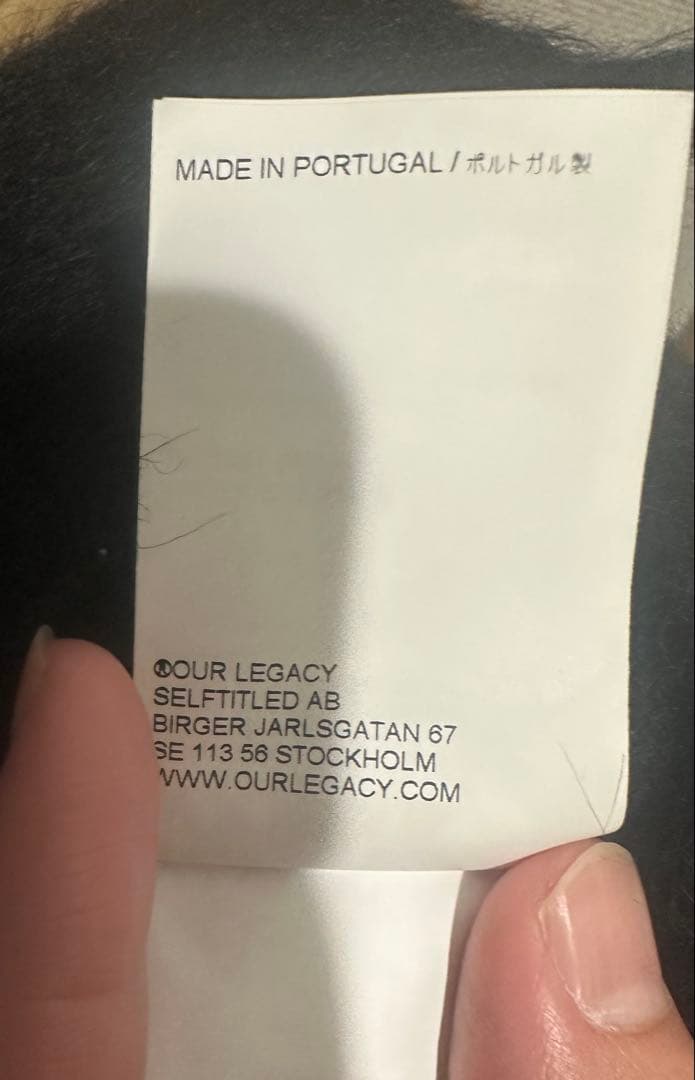 MADE IN PORTUGAL / ポルトガル製
OUR LEGACY
SELFTITLED AB
BIRGER JARLSGATAN 67
SE 113 56 STOCKHOLM
WWW.OURLEGACY.COM